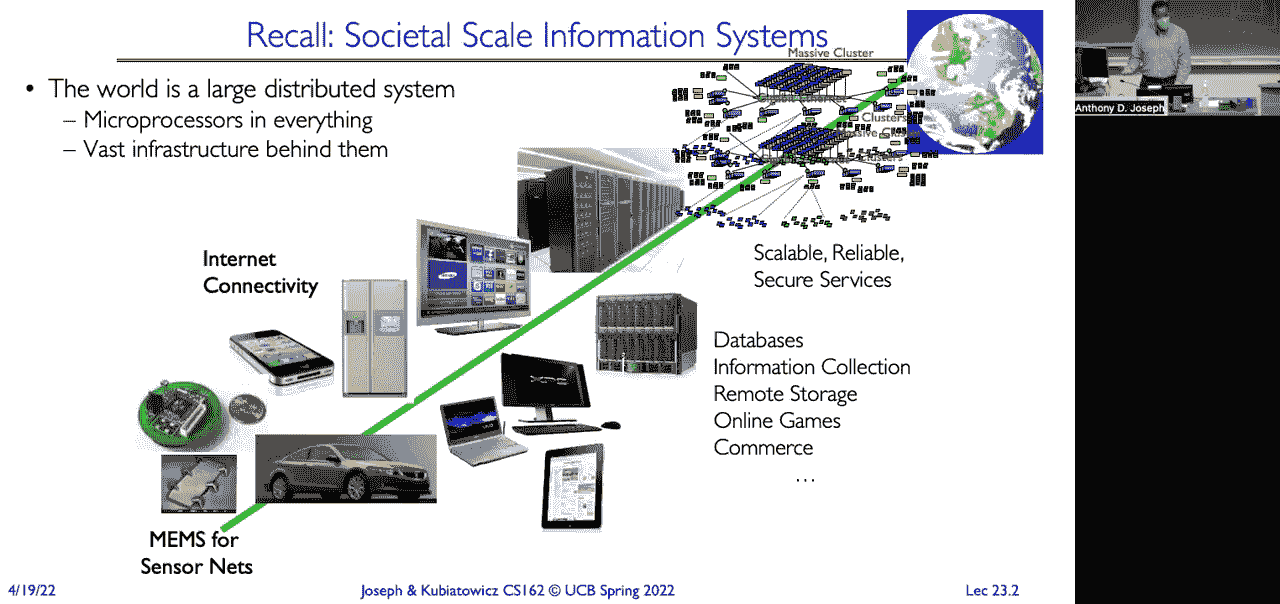 Recall: Societal Scale Information Systems
• The world is a large distributed system
– Microprocessors in everything
– Vast infrastructure behind them
Massive Cluster
Clusters
Massive Cluster
Clusters
Scalable, Reliable,
Secure Services
Internet
Connectivity
Databases
Information Collection
Remote Storage
Online Games
Commerce
…
MEMS for
Sensor Nets
XPS
Anthony D. Joseph
4/19/22
Joseph & Kubiatowicz CS162 © UCB Spring 2022
Lec 23.2